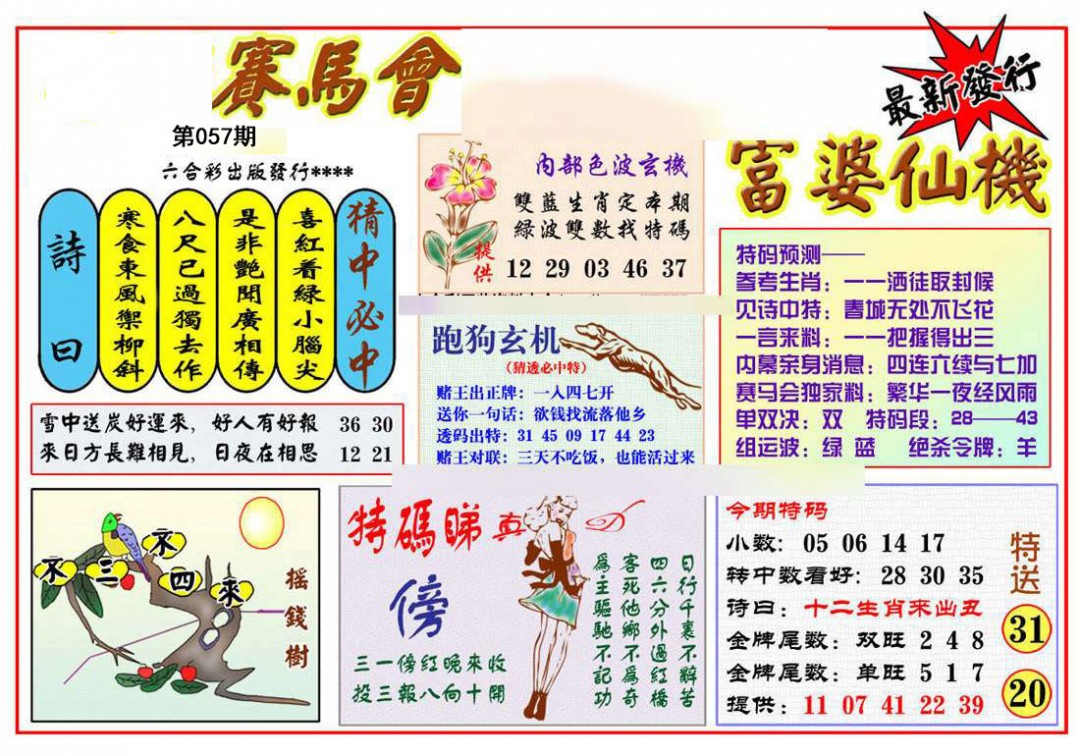 賽馬會
第057期
六合彩出版發行****
最新發行
富婆仙機
詩曰
寒食東風禦柳斜
八尺已過獨去作
是非艷聞廣相傳
喜紅着綠小腦尖
猜中必中
雪中送炭好運來，好人有好報 36 30
來日方長難相見，日夜在相思 12 21
內部色波玄機
雙藍生肖定本期
綠波雙數找特碼
提供 12 29 03 46 37
跑狗玄机
（猜透必中特）
赌王出正牌：一人四七开
送你一句话：欲钱找流落他乡
透码出特：31 45 09 17 44 23
赌王对联：三天不吃饭，也能活过来
特码预测——
参考生肖：一一洒徒取封候
见诗中特：春城无处不飞花
一言来料：一一把握得出三
内幕亲身消息：四连六续与七加
赛马会独家料：繁华一夜经风雨
单双决：双 特码段：28——43
组运波：绿 蓝 绝杀令牌：羊
不三四來
搖錢樹
特碼睇真
傍
三一傍紅晚來收
投三報八向十開
日行千裏不辭苦
四六分外過紅橋
客死他鄉不爲奇
爲主驅馳不記功
今期特码
小数：05 06 14 17
转中数看好：28 30 35
诗曰：十二生肖来出丑
金牌尾数：双旺 2 4 8
金牌尾数：单旺 5 1 7
提供：11 07 41 22 39
特送
31
20